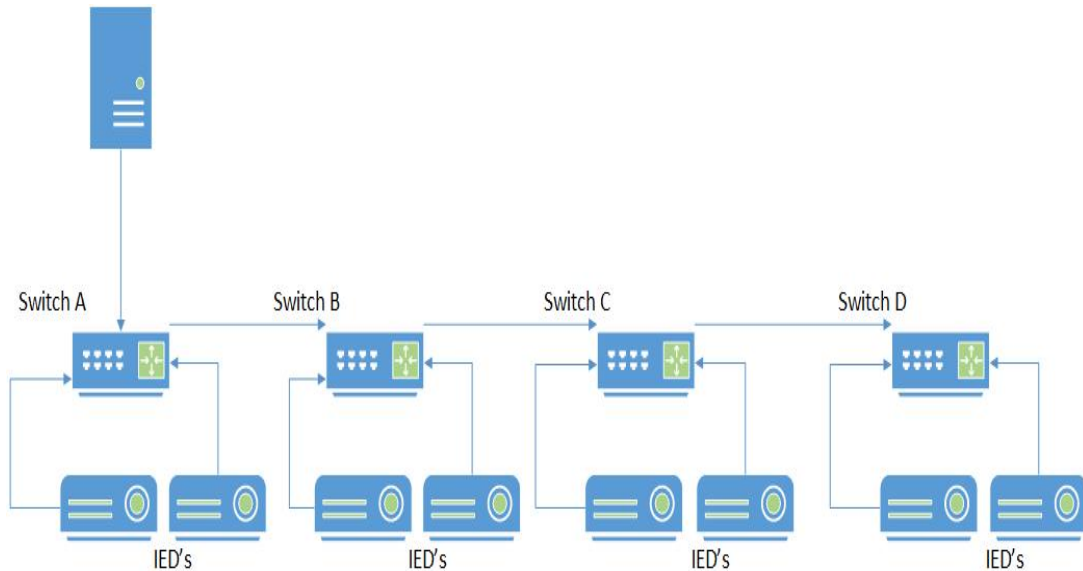 Switch A
Switch B
Switch C
Switch D
IED's
IED's
IED's
IED's